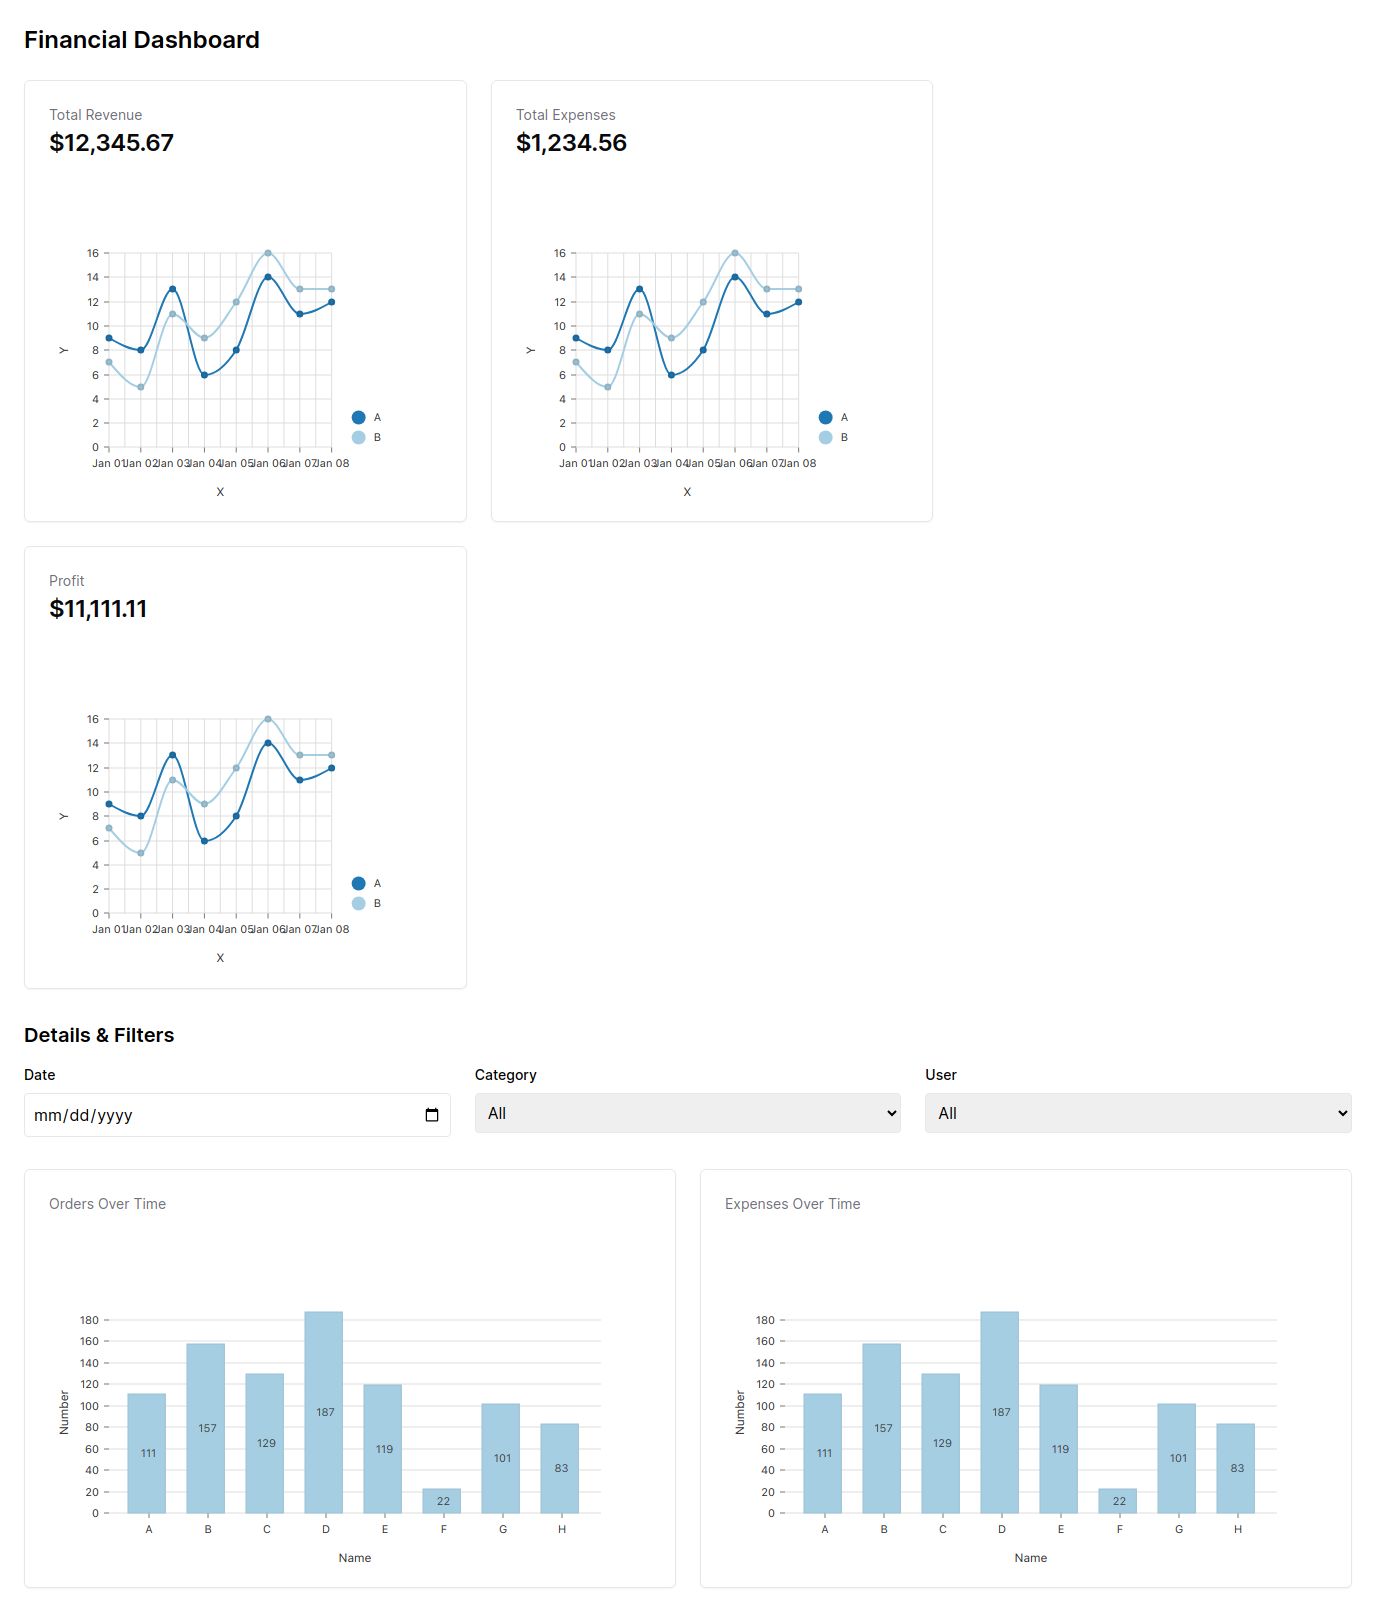 Financial Dashboard
Total Revenue
$12,345.67
16
14
12
10
8
6
4
2
0
Y
Jan 01 Jan 02 Jan 03 Jan 04 Jan 05 Jan 06 Jan 07 Jan 08
X
A
B
Total Expenses
$1,234.56
16
14
12
10
8
6
4
2
0
Y
Jan 01 Jan 02 Jan 03 Jan 04 Jan 05 Jan 06 Jan 07 Jan 08
X
A
B
Profit
$11,111.11
16
14
12
10
8
6
4
2
0
Y
Jan 01 Jan 02 Jan 03 Jan 04 Jan 05 Jan 06 Jan 07 Jan 08
X
A
B
Details & Filters
Date
mm/dd/yyyy
Category
All
User
All
Orders Over Time
180
160
140
120
100
80
60
40
20
0
Number
111 157 129 187 119 22 101 83
A B C D E F G H
Name
Expenses Over Time
180
160
140
120
100
80
60
40
20
0
Number
111 157 129 187 119 22 101 83
A B C D E F G H
Name